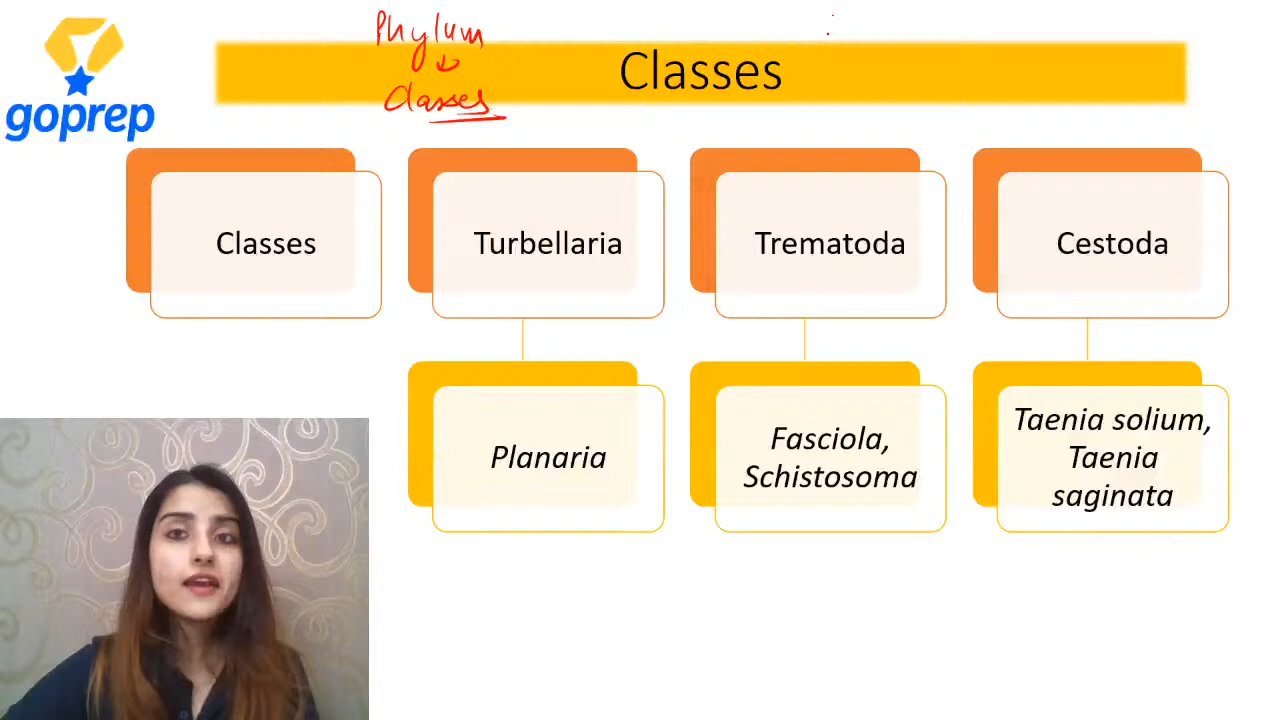 goprep
Phylum
Classes
Classes
Classes
Turbellaria
Trematoda
Cestoda
Planaria
Fasciola,
Schistosoma
Taenia solium,
Taenia
saginata